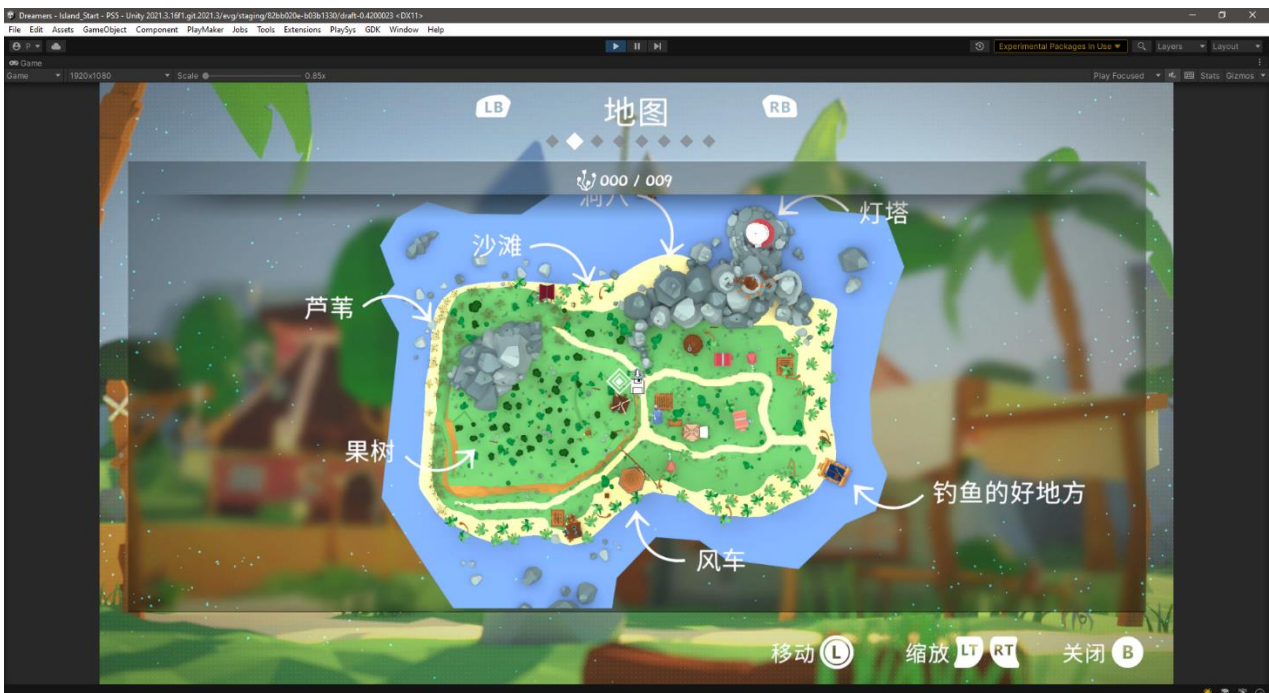 Dreamers - Island_Start - PS5 - Unity 2021.3.16f1.git.2021.3/evg/staging/82bb020e-b03b1330/draft-0.4200023 <DX11>
File Edit Assets GameObject Component PlayMaker Jobs Tools Extensions PlaySys GDK Window Help
P Experimental Packages In Use Layers Layout
Game
Game 1920x1080 Scale 0.85x Play Focused Stats Gizmos
LB 地图 RB
000 / 009
灯塔
沙滩
芦苇
果树
钓鱼的好地方
风车
移动 L 缩放 LT RT 关闭 B